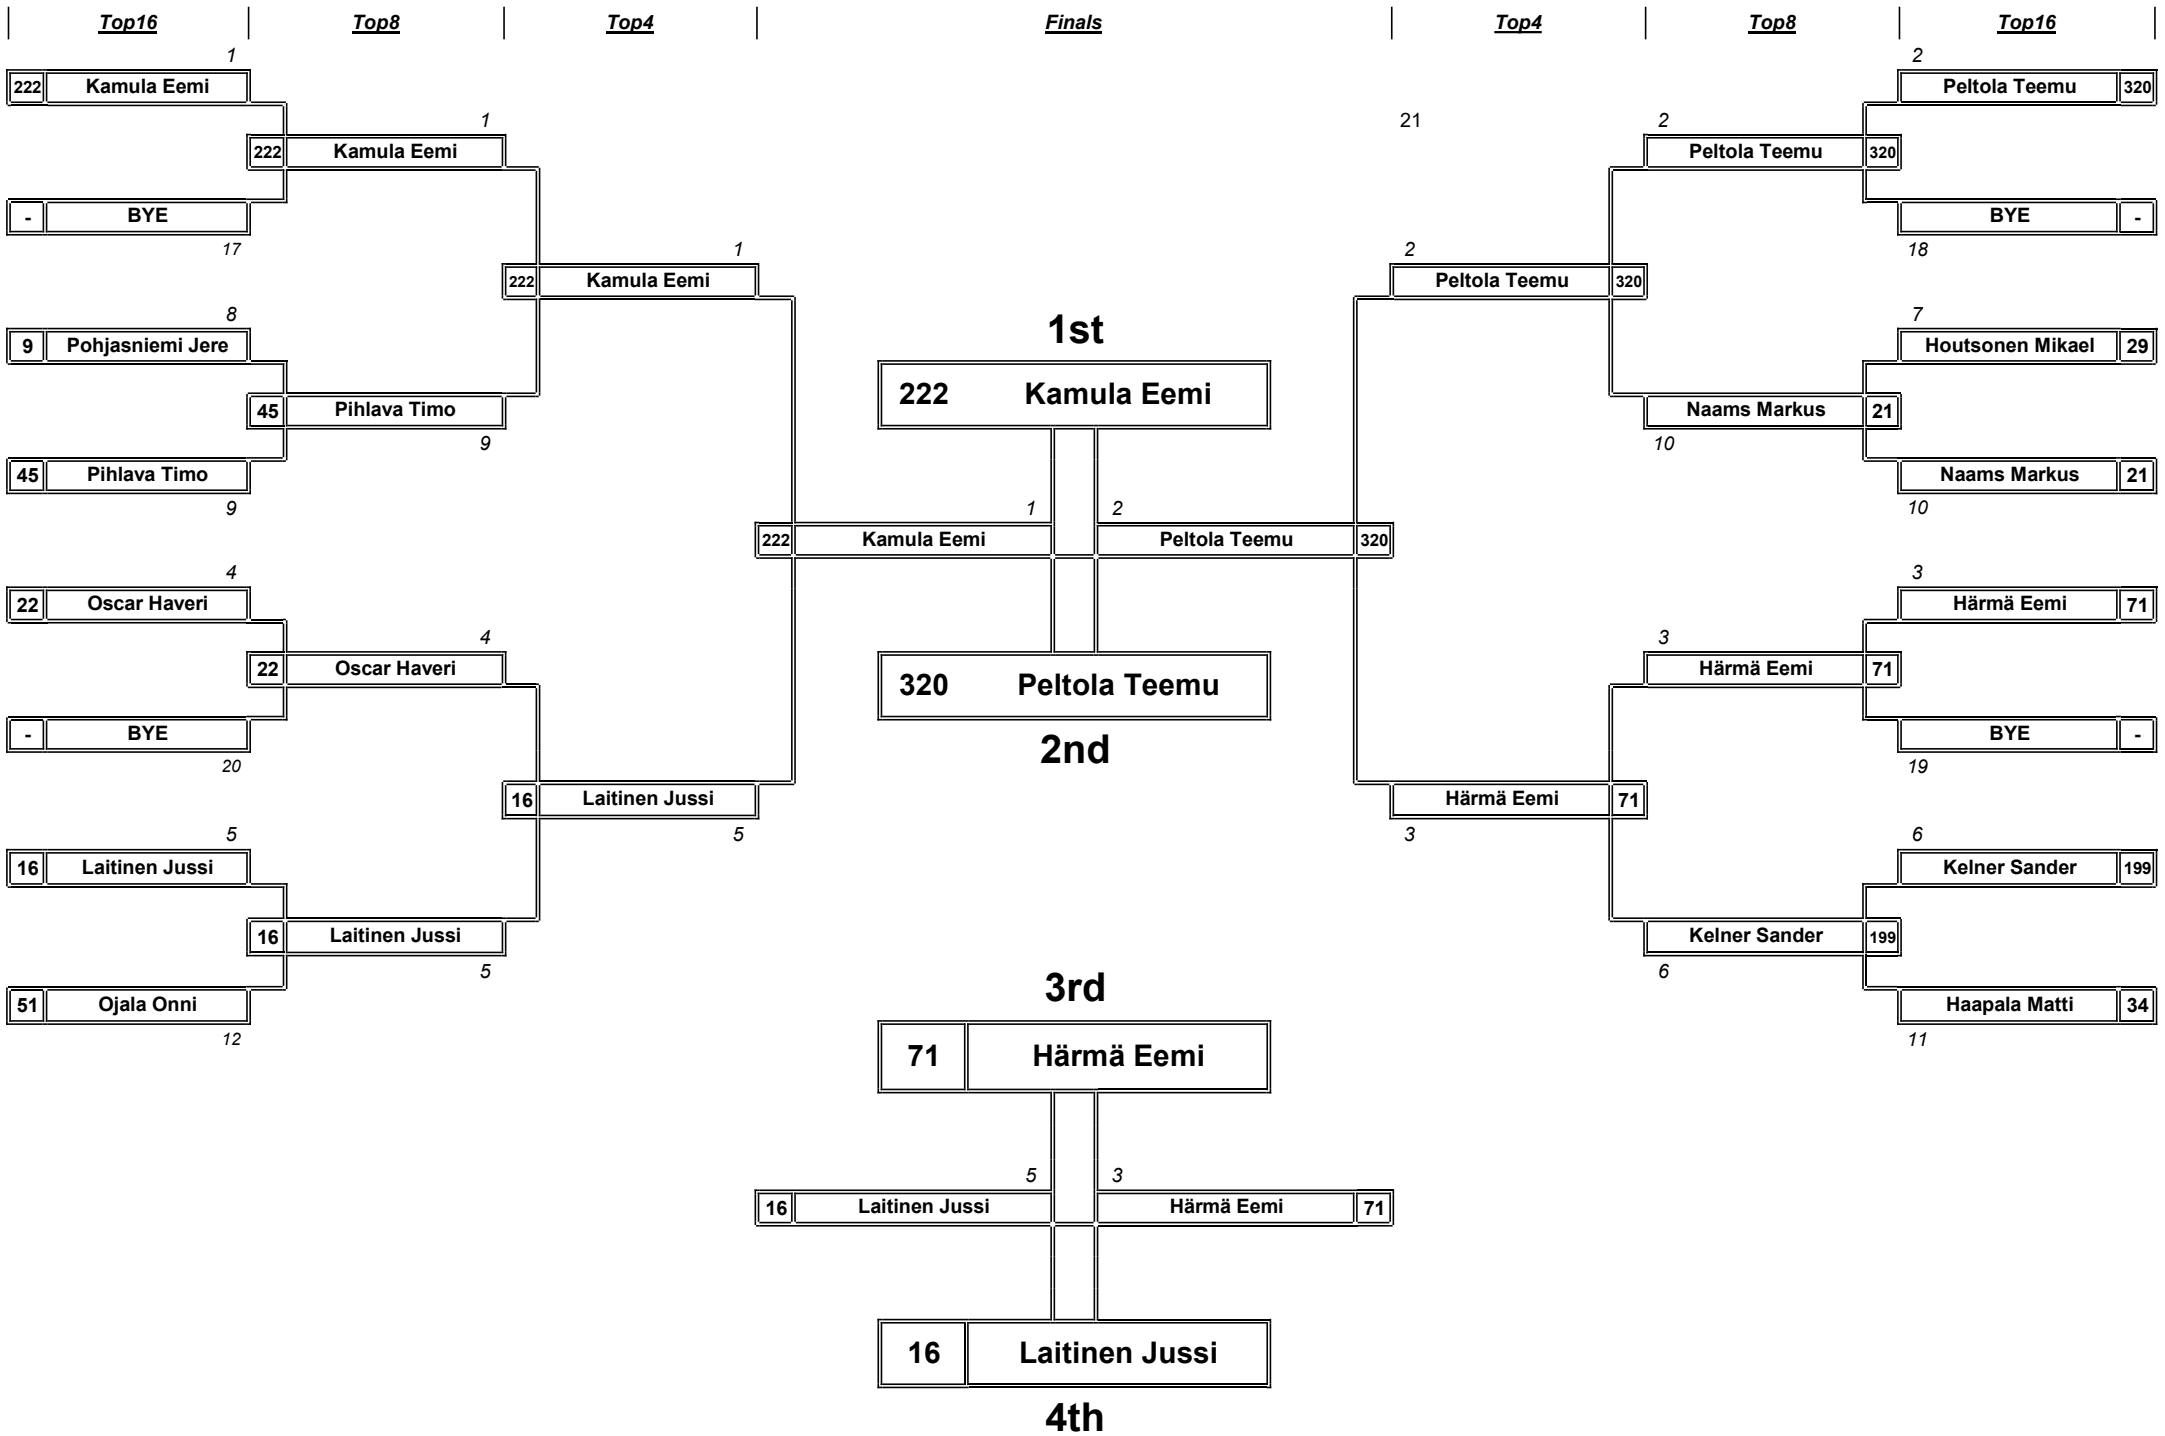 Top16 Top8 Top4 Finals Top4 Top8 Top16
1 2
222 Kamula Eemi Peltola Teemu 320
1 21 2
222 Kamula Eemi Peltola Teemu 320
- BYE BYE -
17 1 2 18
222 Kamula Eemi Peltola Teemu 320
8 7
1st
9 Pohjasniemi Jere Houtsonen Mikael 29
222 Kamula Eemi
45 Pihlava Timo Naams Markus 21
9 10
45 Pihlava Timo Naams Markus 21
9 1 2 10
222 Kamula Eemi Peltola Teemu 320
4 3
22 Oscar Haveri Härmä Eemi 71
4 3
22 Oscar Haveri Härmä Eemi 71
320 Peltola Teemu
- BYE BYE -
2nd
20 19
16 Laitinen Jussi Härmä Eemi 71
5 5 3 6
16 Laitinen Jussi Kelner Sander 199
16 Laitinen Jussi Kelner Sander 199
5 6
3rd
51 Ojala Onni Haapala Matti 34
12 11
71 Härmä Eemi
5 3
16 Laitinen Jussi Härmä Eemi 71
16 Laitinen Jussi
4th